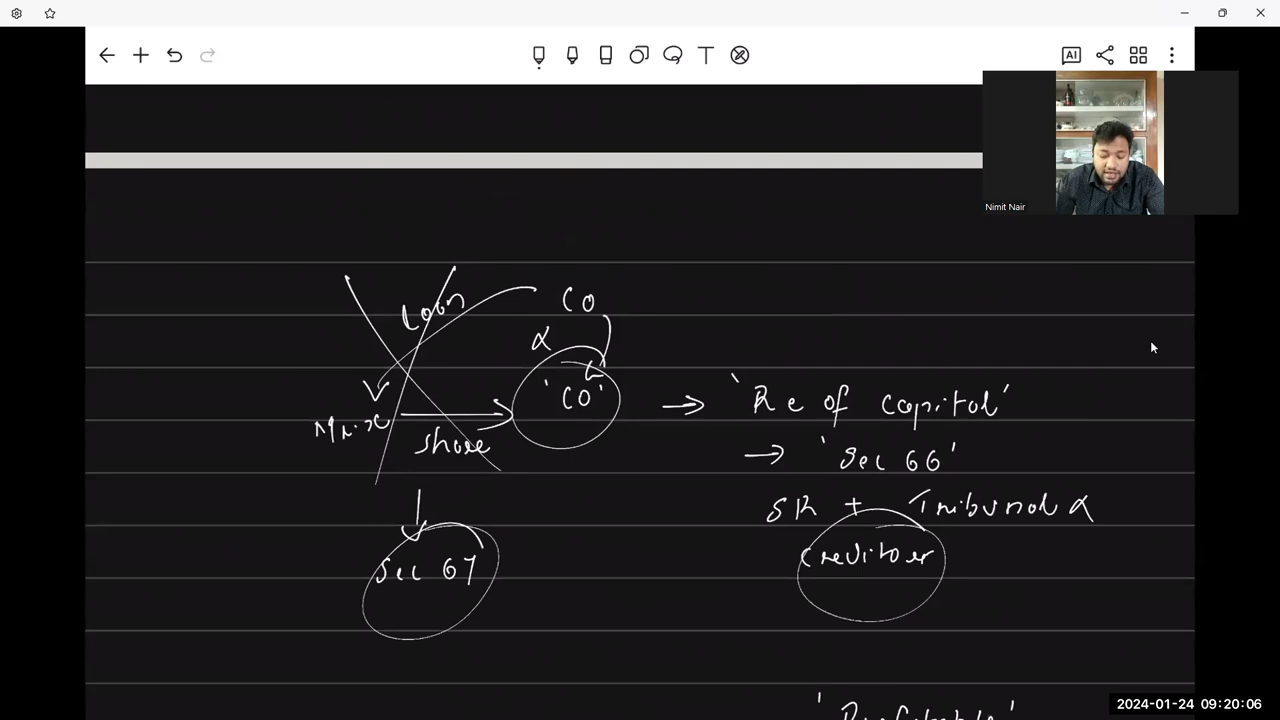 AI
T
Nimit Nair
Loan
CO
'CO'
Mr. x
Share
Sec 67
'Re of capital'
'Sec 66'
SR + Tribunal &
Creditor
2024-01-24 09:20:06